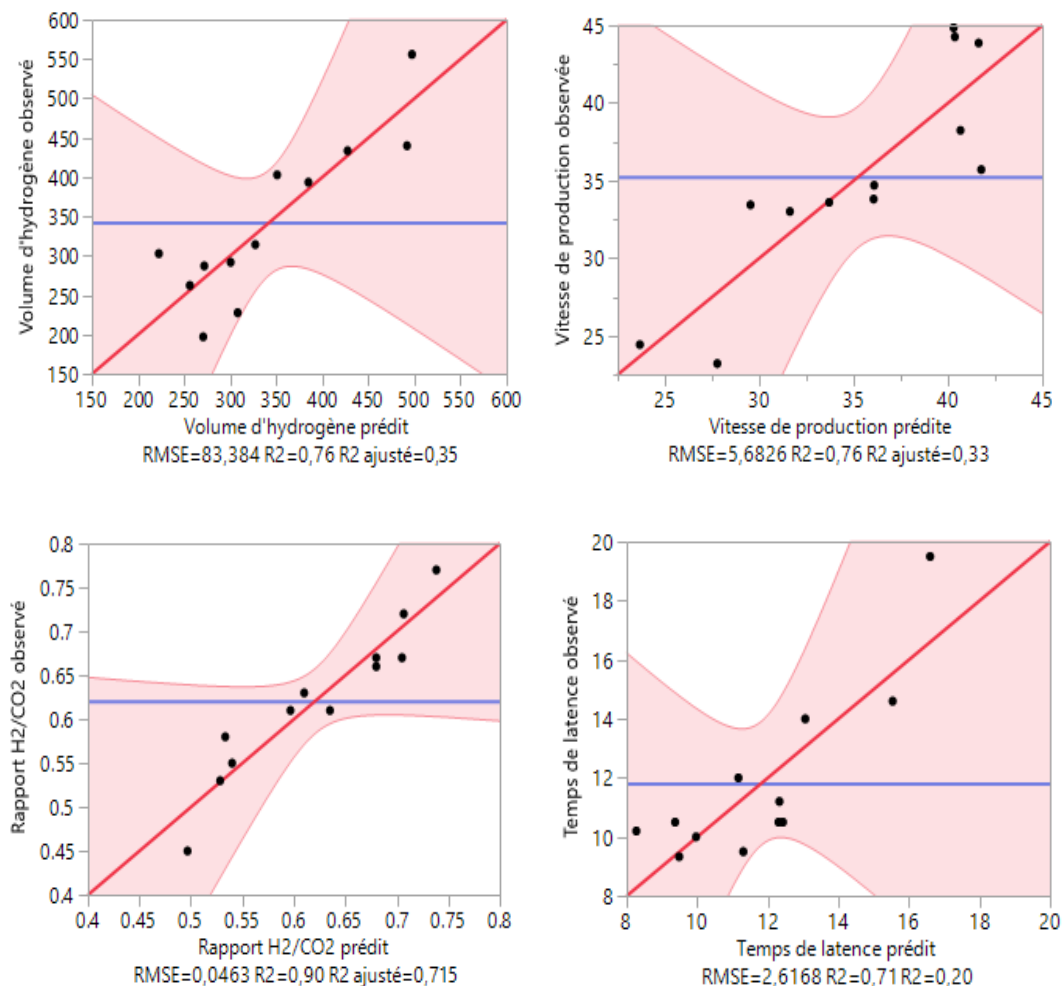 600
550
500
450
400
350
300
250
200
150
Volume d'hydrogène observé
150 200 250 300 350 400 450 500 550 600
Volume d'hydrogène prédit
RMSE=83,384 R2=0,76 R2 ajusté=0,35
45
40
35
30
25
Vitesse de production observée
25 30 35 40 45
Vitesse de production prédite
RMSE=5,6826 R2=0,76 R2 ajusté=0,33
0.8
0.75
0.7
0.65
0.6
0.55
0.5
0.45
0.4
Rapport H2/CO2 observé
0.4 0.45 0.5 0.55 0.6 0.65 0.7 0.75 0.8
Rapport H2/CO2 prédit
RMSE=0,0463 R2=0,90 R2 ajusté=0,715
20
18
16
14
12
10
8
Temps de latence observé
8 10 12 14 16 18 20
Temps de latence prédit
RMSE=2,6168 R2=0,71 R2=0,20